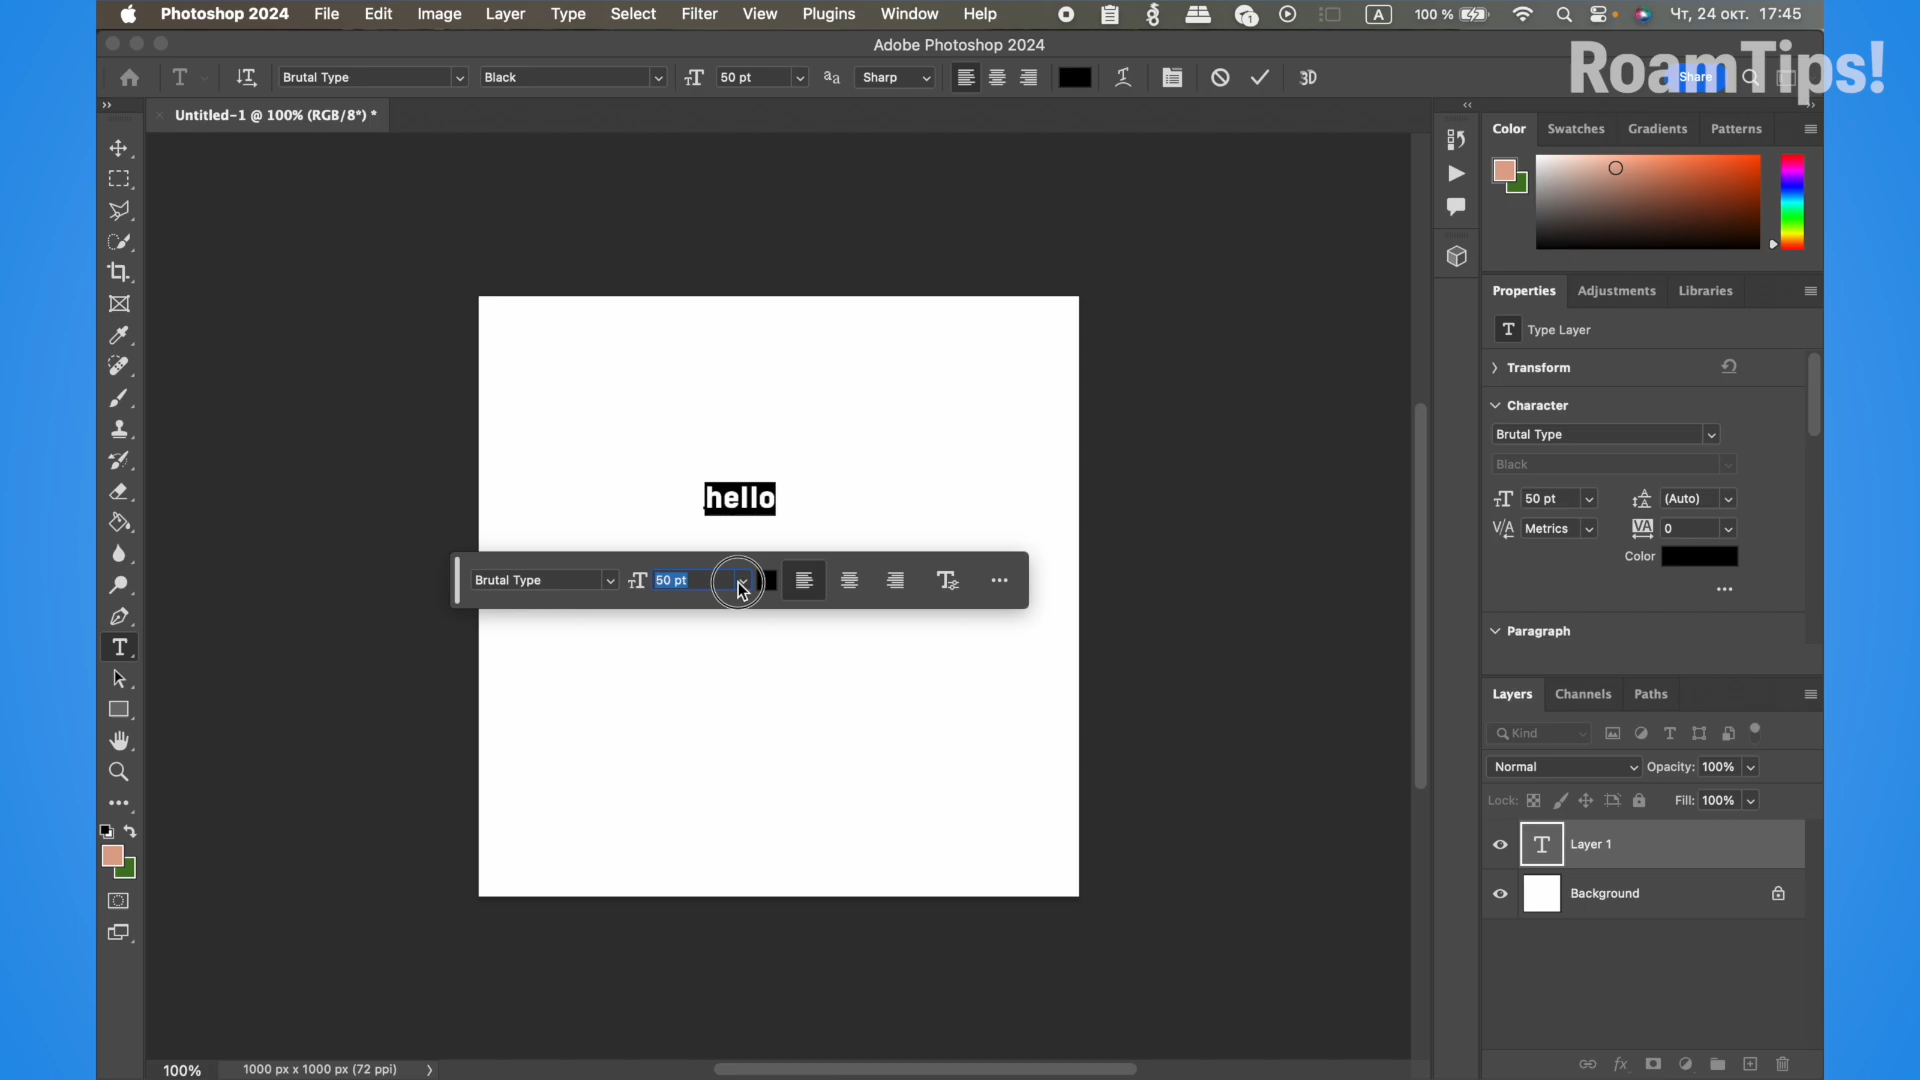 Photoshop 2024 File Edit Image Layer Type Select Filter View Plugins Window Help 1 A 100 % Чт, 24 окт. 17:45
Adobe Photoshop 2024
RoamTips!
T Brutal Type Black 50 pt aa Sharp 3D Share
Untitled-1 @ 100% (RGB/8*) *
Color Swatches Gradients Patterns
Properties Adjustments Libraries
T Type Layer
Transform
Character
Brutal Type
Black
50 pt (Auto)
Metrics 0
Color
Paragraph
hello
Brutal Type 50 pt
Layers Channels Paths
Kind
Normal Opacity: 100%
Lock: Fill: 100%
T Layer 1
Background
fx
100% 1000 px x 1000 px (72 ppi)